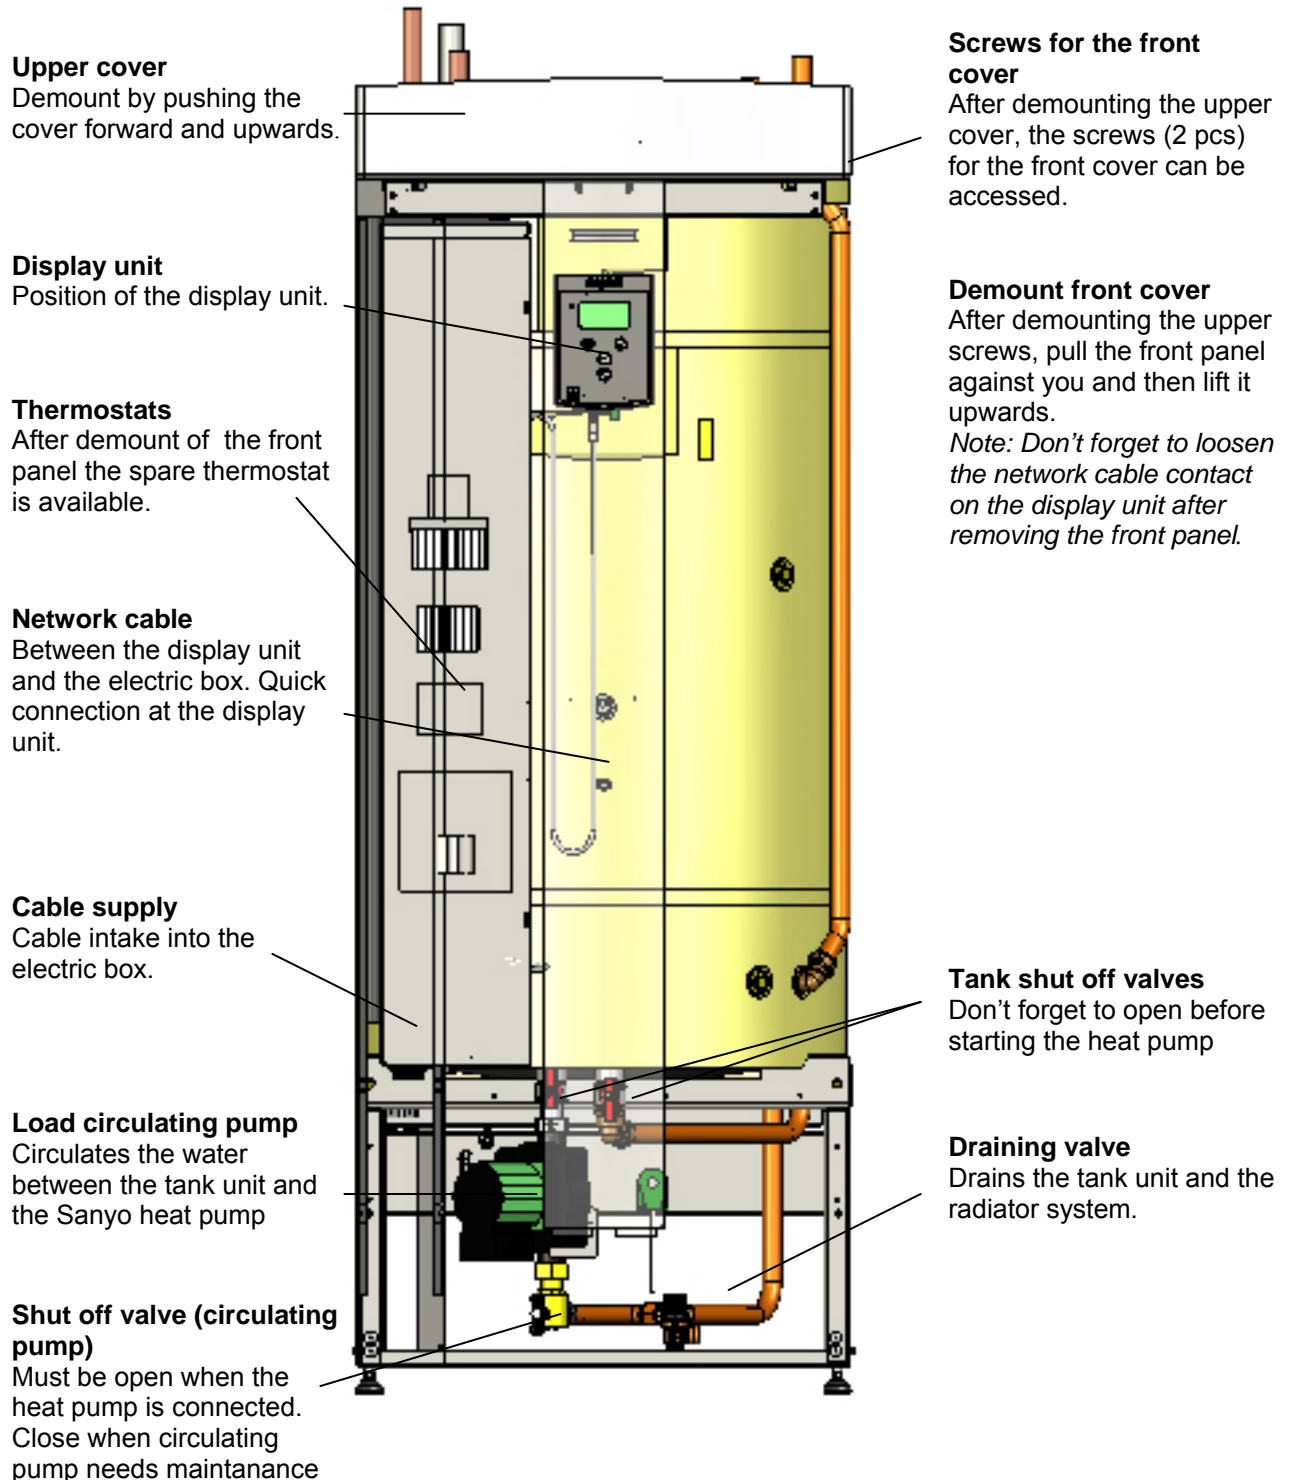 Upper cover
Demount by pushing the
cover forward and upwards.
Display unit
Position of the display unit.
Thermostats
After demount of  the front
panel the spare thermostat
is available.
Network cable
Between the display unit
and the electric box. Quick
connection at the display
unit.
Cable supply
Cable intake into the
electric box.
Load circulating pump
Circulates the water
between the tank unit and
the Sanyo heat pump
Shut off valve (circulating
pump)
Must be open when the
heat pump is connected.
Close when circulating
pump needs maintanance
Screws for the front
cover
After demounting the upper
cover, the screws (2 pcs)
for the front cover can be
accessed.
Demount front cover
After demounting the upper
screws, pull the front panel
against you and then lift it
upwards.
Note: Don't forget to loosen
the network cable contact
on the display unit after
removing the front panel.
Tank shut off valves
Don't forget to open before
starting the heat pump
Draining valve
Drains the tank unit and the
radiator system.